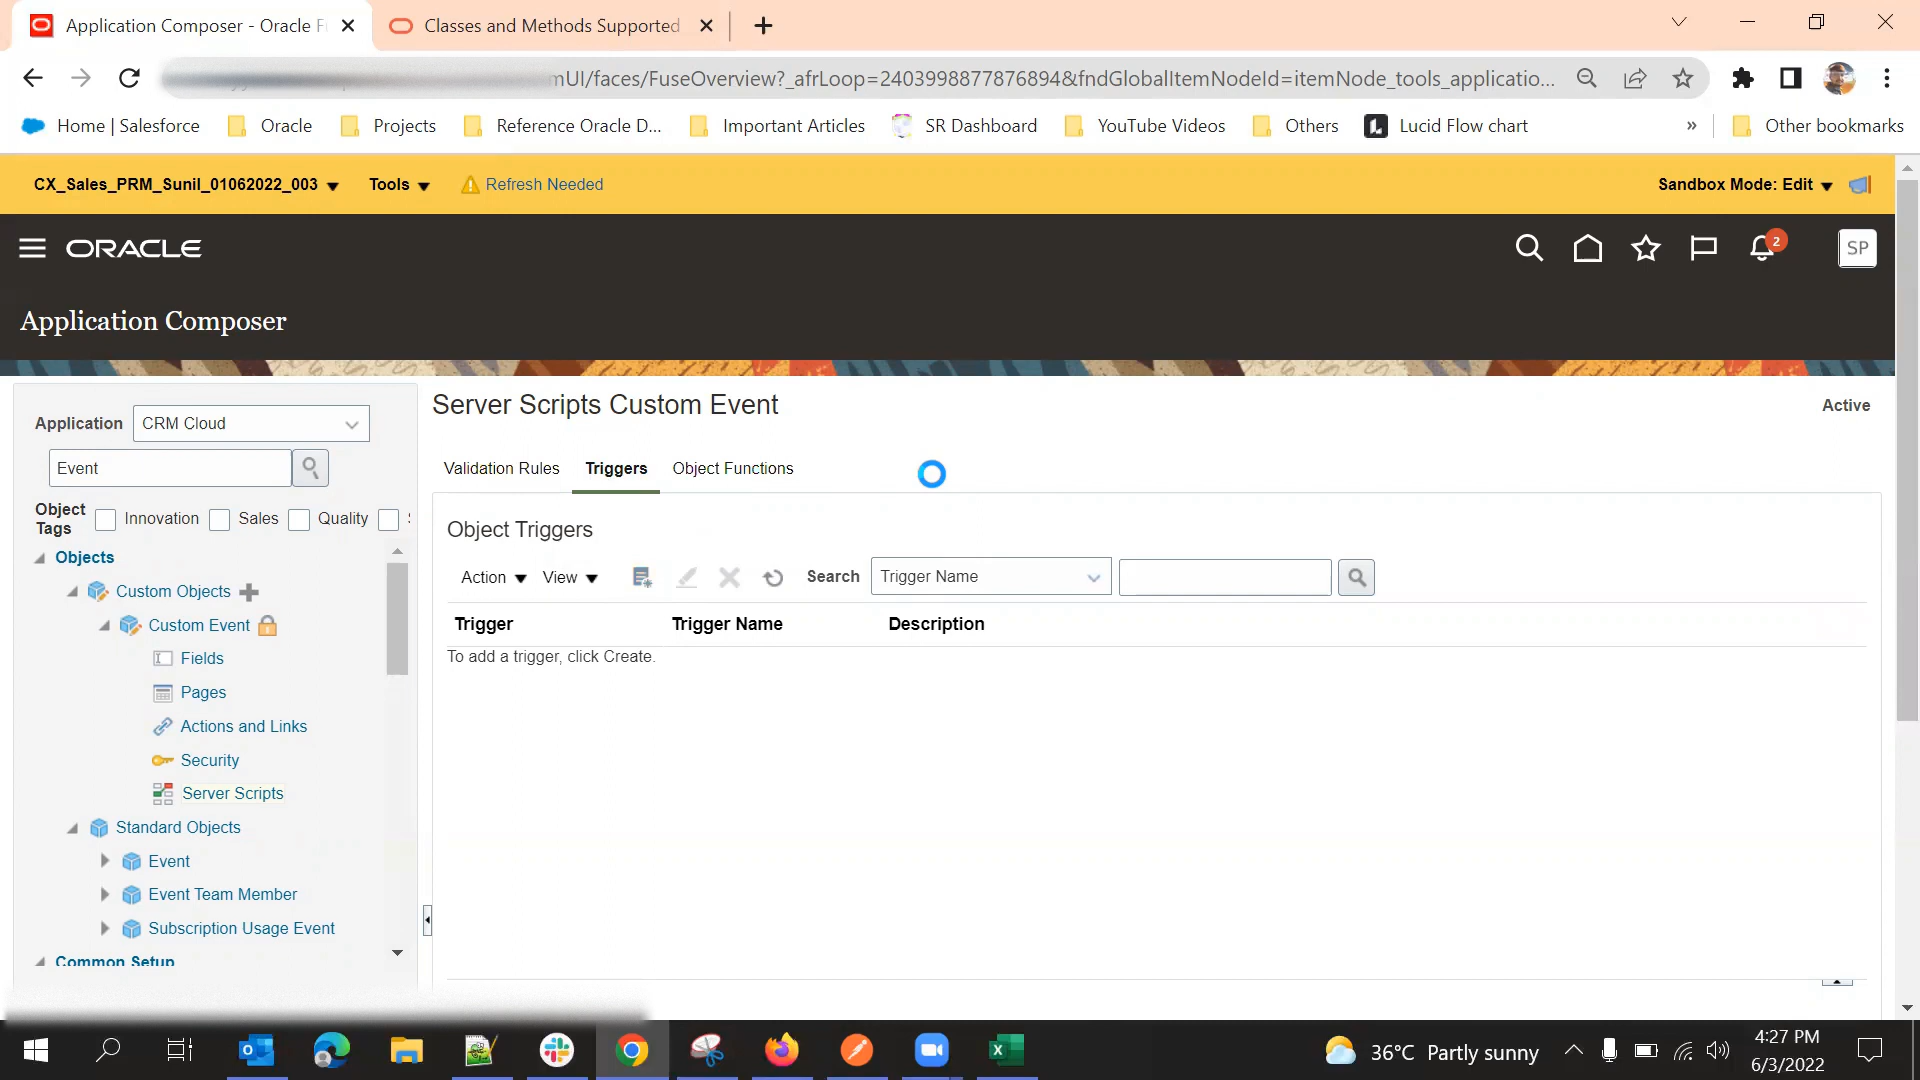 Application Composer - Oracle F
Classes and Methods Supported
mUI/faces/FuseOverview?_afrLoop=2403998877876894&fndGlobalItemNodeId=itemNode_tools_applicatio...
Home | Salesforce
Oracle
Projects
Reference Oracle D...
Important Articles
SR Dashboard
YouTube Videos
Others
Lucid Flow chart
»
Other bookmarks
CX_Sales_PRM_Sunil_01062022_003
Tools
Refresh Needed
Sandbox Mode: Edit
ORACLE
2
SP
Application Composer
Application
CRM Cloud
Event
Object Tags
Innovation
Sales
Quality
Objects
Custom Objects
Custom Event
Fields
Pages
Actions and Links
Security
Server Scripts
Standard Objects
Event
Event Team Member
Subscription Usage Event
Common Setup
Server Scripts Custom Event
Active
Validation Rules
Triggers
Object Functions
Object Triggers
Action
View
Search
Trigger Name
Trigger
Trigger Name
Description
To add a trigger, click Create.
36°C Partly sunny
4:27 PM
6/3/2022